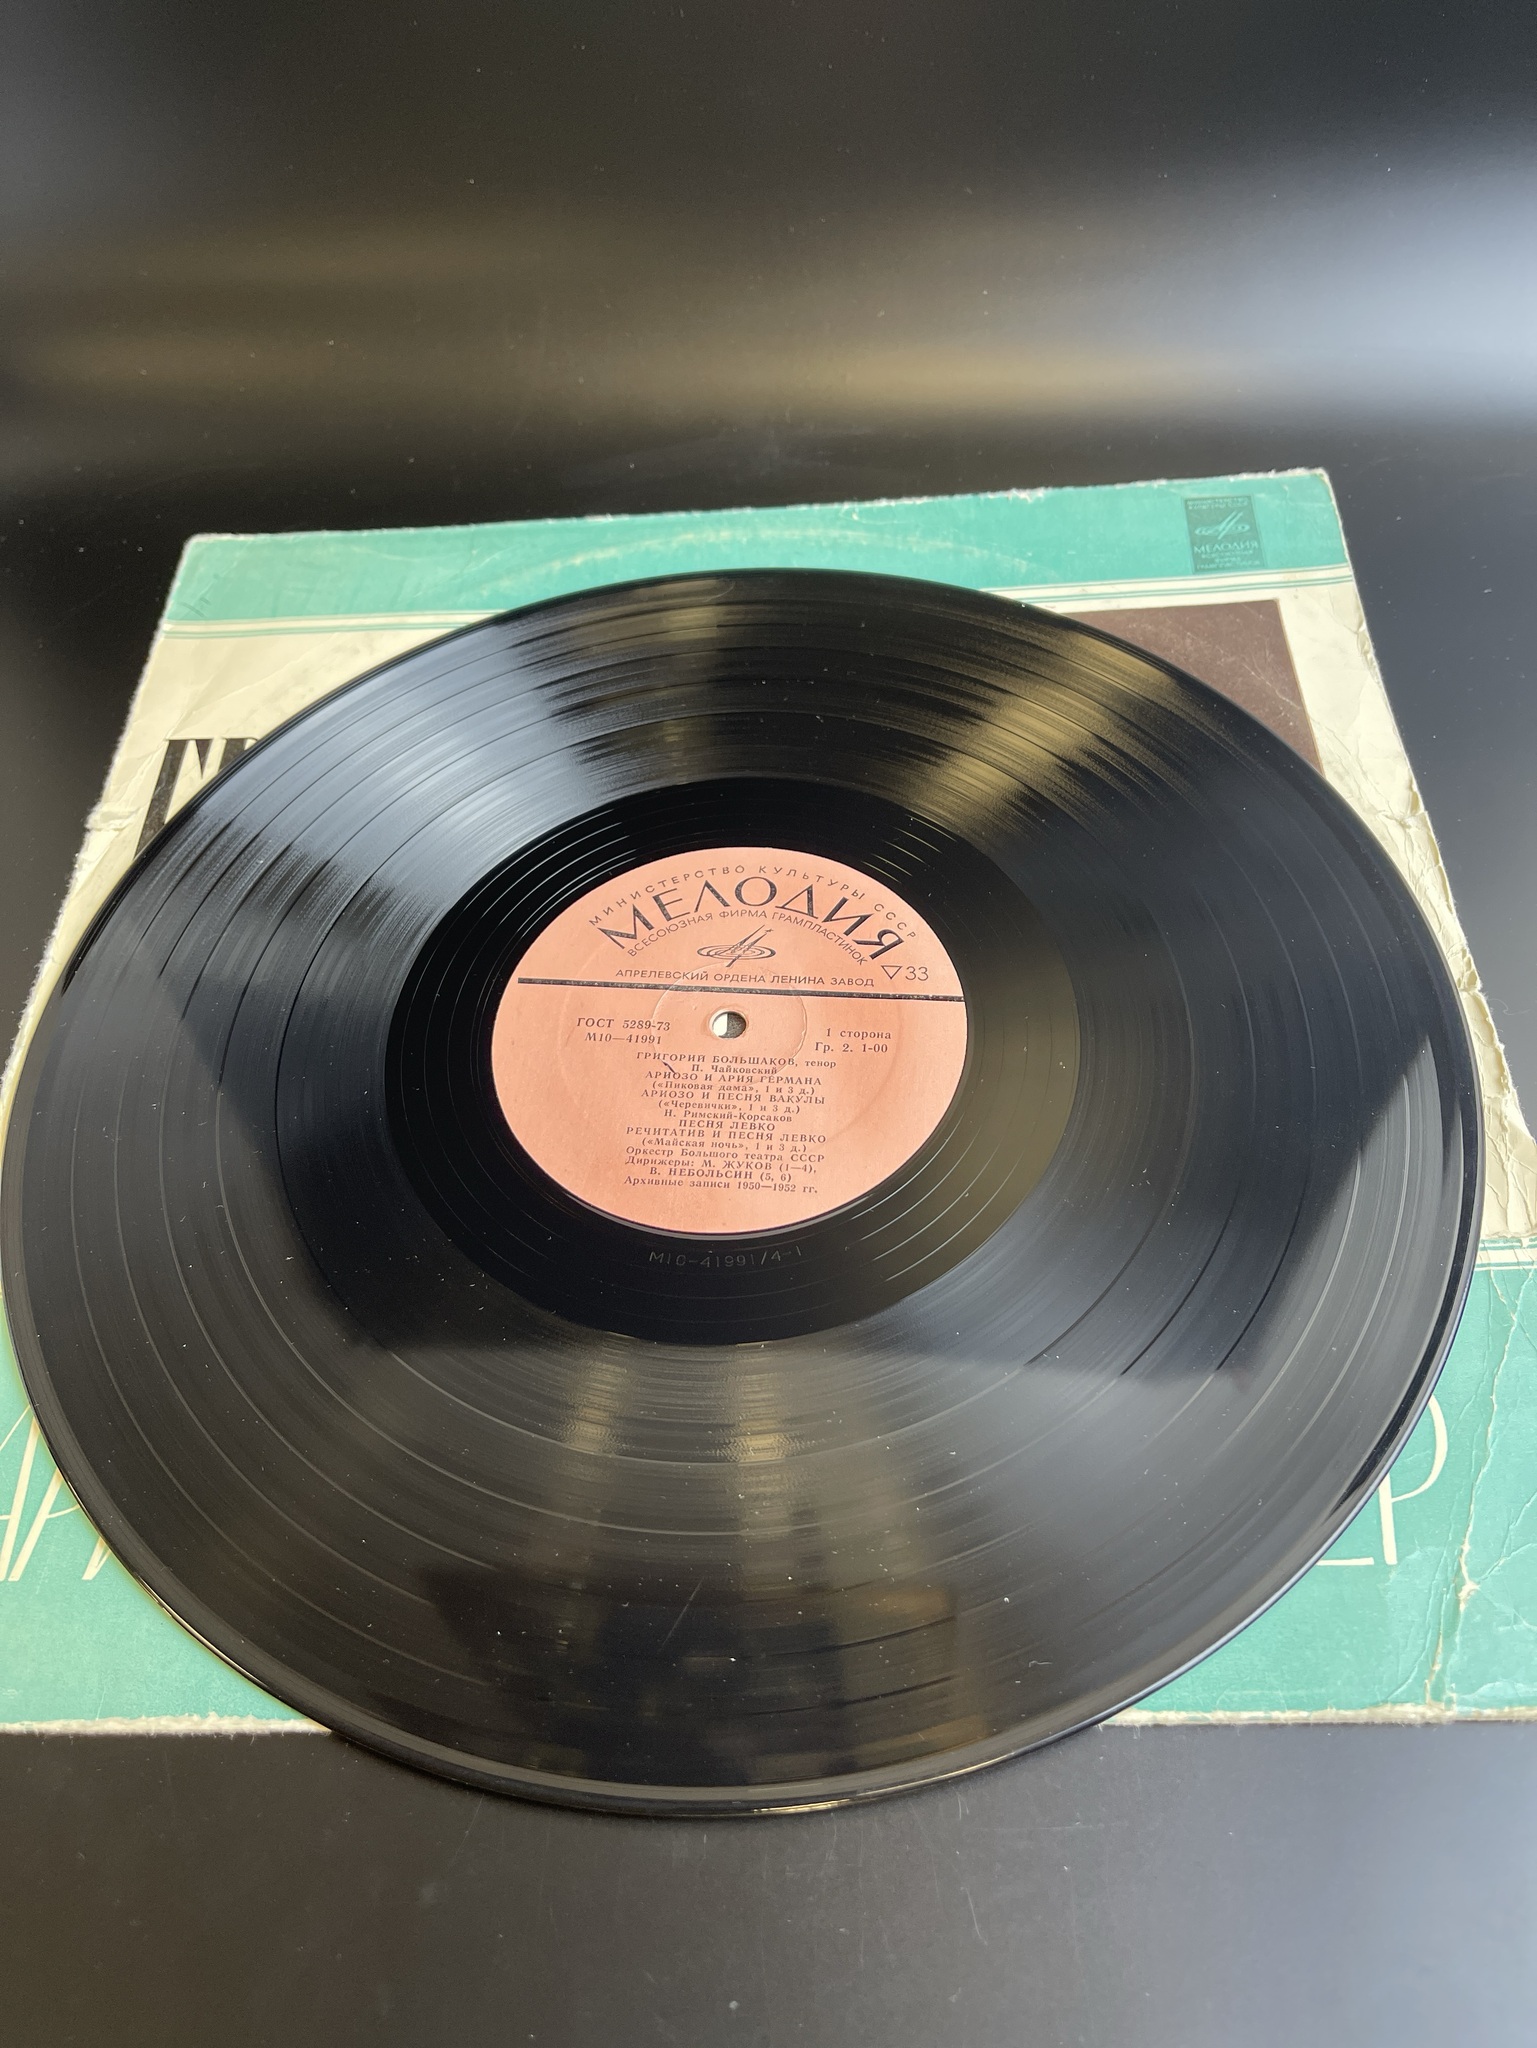 МЕЛОДИЯ
МИНИСТЕРСТВО КУЛЬТУРЫ СССР
МЕЛОДИЯ
ВСЕСОЮЗНАЯ ФИРМА ГРАМПЛАСТИНОК
33
АПРЕЛЕВСКИЙ ОРДЕНА ЛЕНИНА ЗАВОД
ГОСТ 5289-73
М10—41991
1 сторона
Гр. 2. 1-00
ГРИГОРИЙ БОЛЬШАКОВ, тенор
П. Чайковский
АРИОЗО И АРИЯ ГЕРМАНА
(«Пиковая дама», 1 и 3 д.)
АРИОЗО И ПЕСНЯ ВАКУЛЫ
(«Черевички», 1 и 3 д.)
Н. Римский-Корсаков
ПЕСНЯ ЛЕВКО
РЕЧИТАТИВ И ПЕСНЯ ЛЕВКО
(«Майская ночь», 1 и 3 д.)
Оркестр Большого театра СССР
Дирижеры: М. ЖУКОВ (1—4),
В. НЕБОЛЬСИН (5, 6)
Архивные записи 1950—1952 гг.
М10-41991/4-1